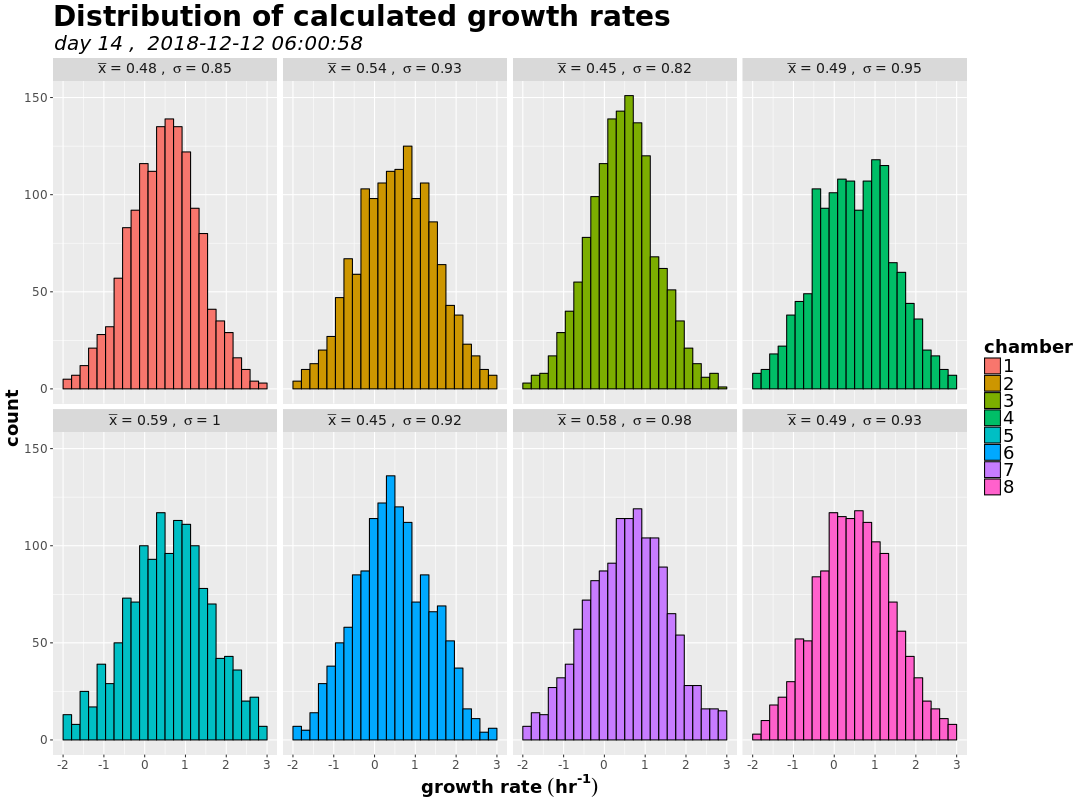 Distribution of calculated growth rates
day 14 ,  2018-12-12 06:00:58
x̅ = 0.48 ,  σ = 0.85
x̅ = 0.54 ,  σ = 0.93
x̅ = 0.45 ,  σ = 0.82
x̅ = 0.49 ,  σ = 0.95
150
100
50
0
x̅ = 0.59 ,  σ = 1
x̅ = 0.45 ,  σ = 0.92
x̅ = 0.58 ,  σ = 0.98
x̅ = 0.49 ,  σ = 0.93
150
100
50
0
-2 -1 0 1 2 3
-2 -1 0 1 2 3
-2 -1 0 1 2 3
-2 -1 0 1 2 3
growth rate (hr⁻¹)
count
chamber
1
2
3
4
5
6
7
8